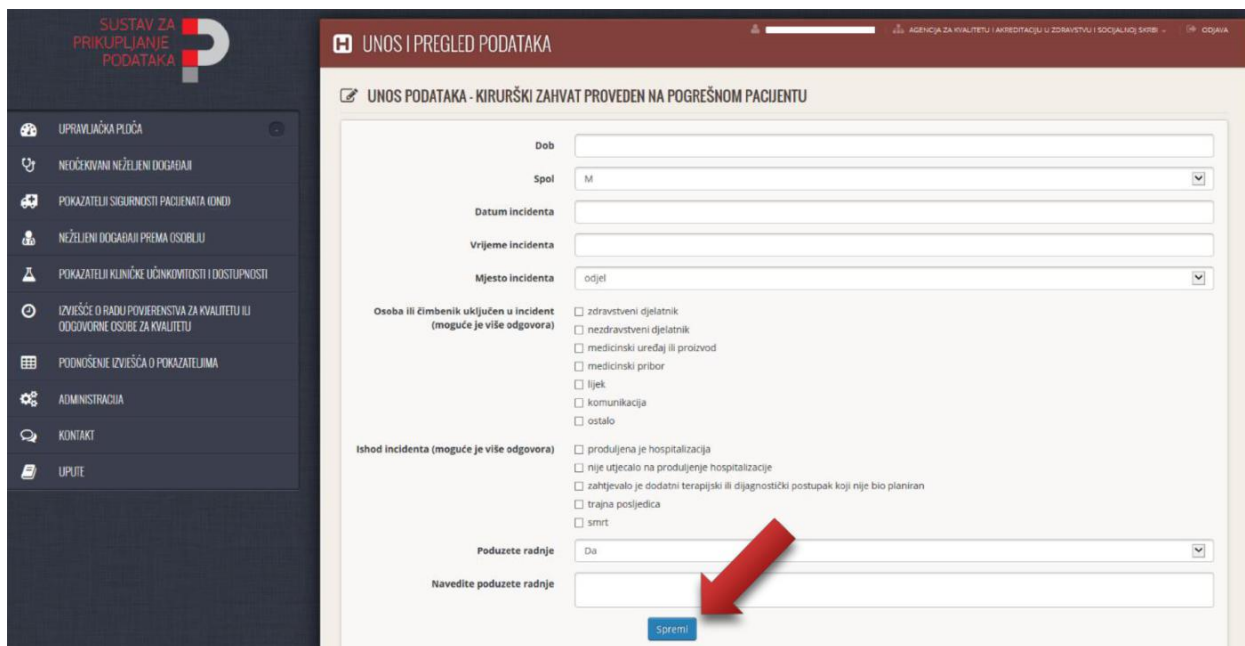 SUSTAV ZA
PRIKUPLJANJE
PODATAKA
H UNOS I PREGLED PODATAKA
AGENCIJA ZA KVALITETU I AKREDITACIJU U ZDRAVSTVU I SOCIJALNOJ SKRBI
ODJAVA
UNOS PODATAKA - KIRURŠKI ZAHVAT PROVEDEN NA POGREŠNOM PACIJENTU
UPRAVLJAČKA PLOČA
NEOČEKIVANI NEŽELJENI DOGAĐAJI
POKAZATELJI SIGURNOSTI PACIJENATA (OND)
NEŽELJENI DOGAĐAJI PREMA OSOBLJU
POKAZATELJI KLINIČKE UČINKOVITOSTI I DOSTUPNOSTI
IZVJEŠĆE O RADU POVJERENSTVA ZA KVALITETU ILI
ODGOVORNE OSOBE ZA KVALITETU
PODNOŠENJE IZVJEŠĆA O POKAZATELJIMA
ADMINISTRACIJA
KONTAKT
UPUTE
Dob
Spol M
Datum incidenta
Vrijeme incidenta
Mjesto incidenta odjel
Osoba ili čimbenik uključen u incident
(moguće je više odgovora)
zdravstveni djelatnik
nezdravstveni djelatnik
medicinski uređaj ili proizvod
medicinski pribor
lijek
komunikacija
ostalo
Ishod incidenta (moguće je više odgovora)
produljena je hospitalizacija
nije utjecalo na produljenje hospitalizacije
zahtjevalo je dodatni terapijski ili dijagnostički postupak koji nije bio planiran
trajna posljedica
smrt
Poduzete radnje Da
Navedite poduzete radnje
Spremi